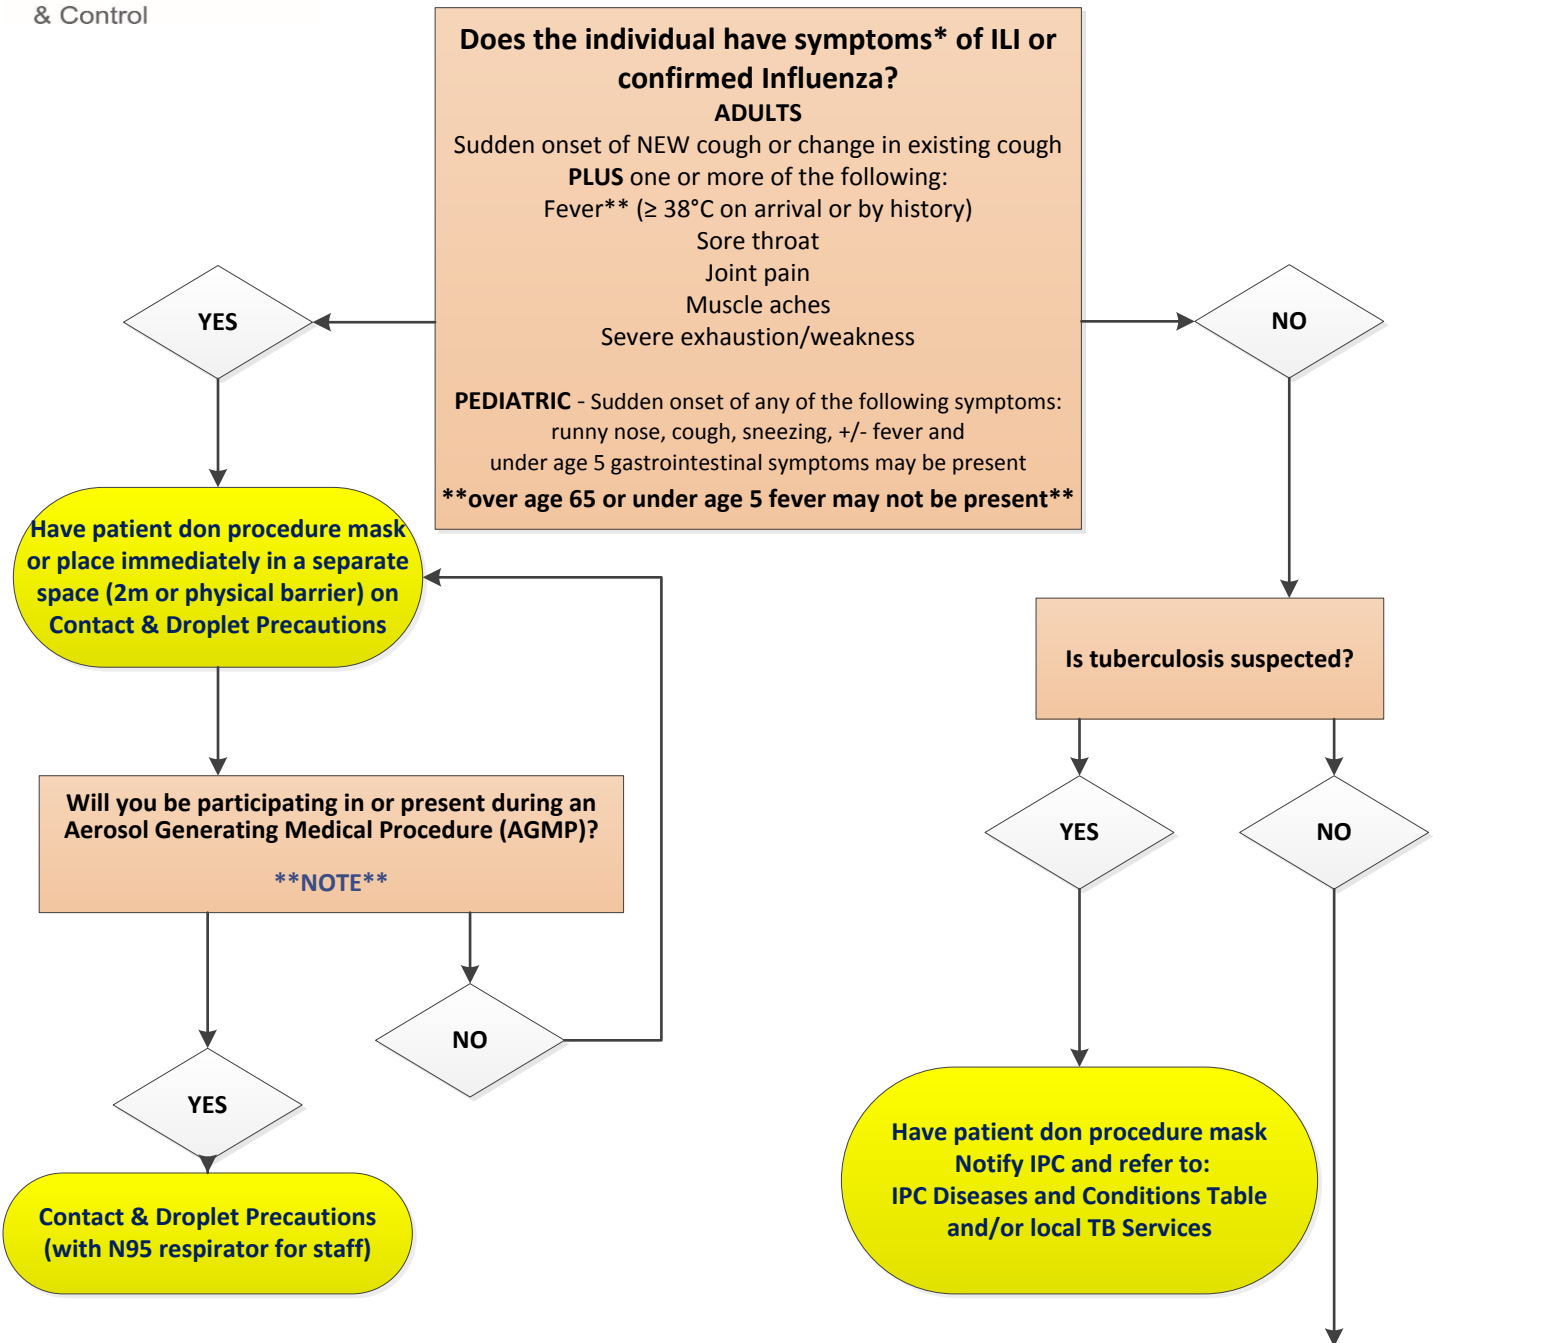 & Control
Does the individual have symptoms* of ILI or
confirmed Influenza?
ADULTS
Sudden onset of NEW cough or change in existing cough
PLUS one or more of the following:
Fever** (≥ 38°C on arrival or by history)
Sore throat
Joint pain
Muscle aches
Severe exhaustion/weakness
PEDIATRIC - Sudden onset of any of the following symptoms:
runny nose, cough, sneezing, +/- fever and
under age 5 gastrointestinal symptoms may be present
**over age 65 or under age 5 fever may not be present**
YES
NO
Have patient don procedure mask
or place immediately in a separate
space (2m or physical barrier) on
Contact & Droplet Precautions
Is tuberculosis suspected?
Will you be participating in or present during an
Aerosol Generating Medical Procedure (AGMP)?
**NOTE**
YES
NO
NO
YES
Have patient don procedure mask
Notify IPC and refer to:
IPC Diseases and Conditions Table
and/or local TB Services
Contact & Droplet Precautions
(with N95 respirator for staff)